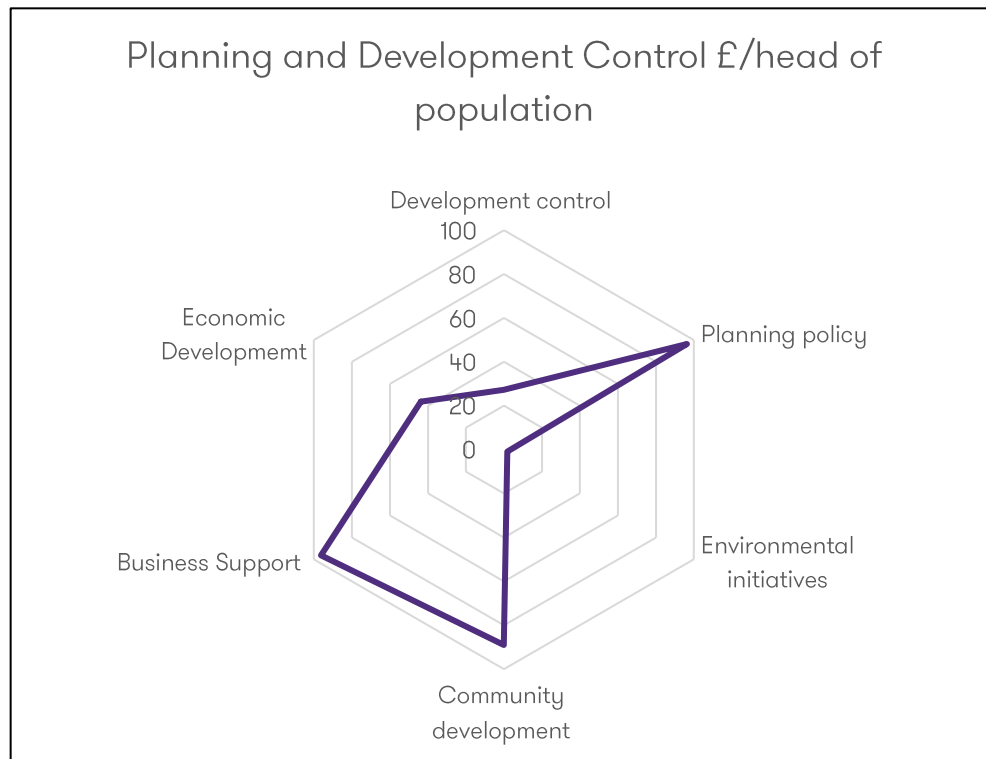 Planning and Development Control £/head of
population
Development control
100
80
60
40
20
0
Planning policy
Environmental
initiatives
Community
development
Business Support
Economic
Developmemt